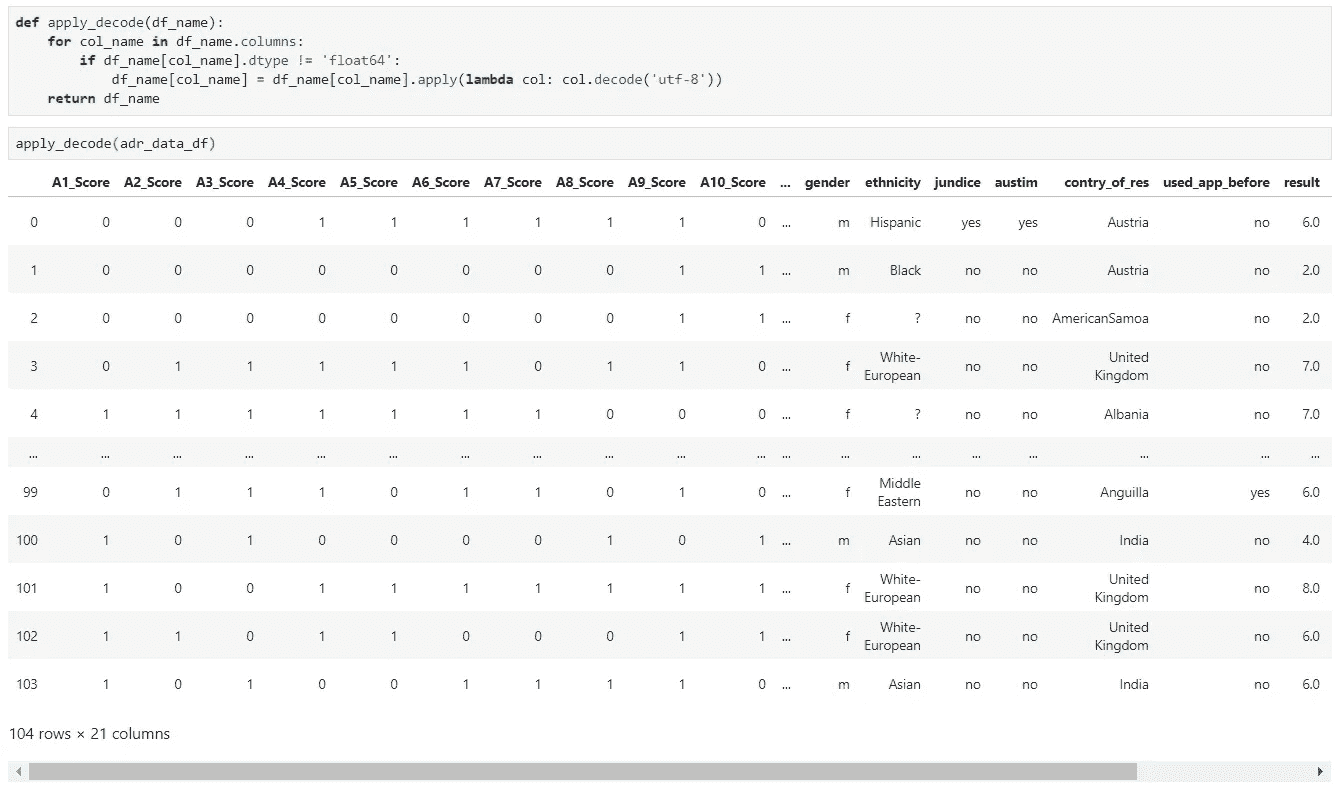 def apply_decode(df_name):
    for col_name in df_name.columns:
        if df_name[col_name].dtype != 'float64':
            df_name[col_name] = df_name[col_name].apply(lambda col: col.decode('utf-8'))
    return df_name
apply_decode(adr_data_df)
A1_Score A2_Score A3_Score A4_Score A5_Score A6_Score A7_Score A8_Score A9_Score A10_Score ... gender ethnicity jundice austim contry_of_res used_app_before result
0 0 0 0 1 1 1 1 1 1 0 ... m Hispanic yes yes Austria no 6.0
1 0 0 0 0 0 0 0 0 1 1 ... m Black no no Austria no 2.0
2 0 0 0 0 0 0 0 0 1 1 ... f ? no no AmericanSamoa no 2.0
3 0 1 1 1 1 1 0 1 1 0 ... f White-European no no United Kingdom no 7.0
4 1 1 1 1 1 1 1 0 0 0 ... f ? no no Albania no 7.0
... ... ... ... ... ... ... ... ... ... ... ... ... ... ... ... ... ... ...
99 0 1 1 1 0 1 1 0 1 0 ... f Middle Eastern no no Anguilla yes 6.0
100 1 0 1 0 0 0 0 1 0 1 ... m Asian no no India no 4.0
101 1 0 0 1 1 1 1 1 1 1 ... f White-European no no United Kingdom no 8.0
102 1 1 0 1 1 0 0 0 1 1 ... f White-European no no United Kingdom no 6.0
103 1 0 1 0 0 1 1 1 1 0 ... m Asian no no India no 6.0
104 rows × 21 columns